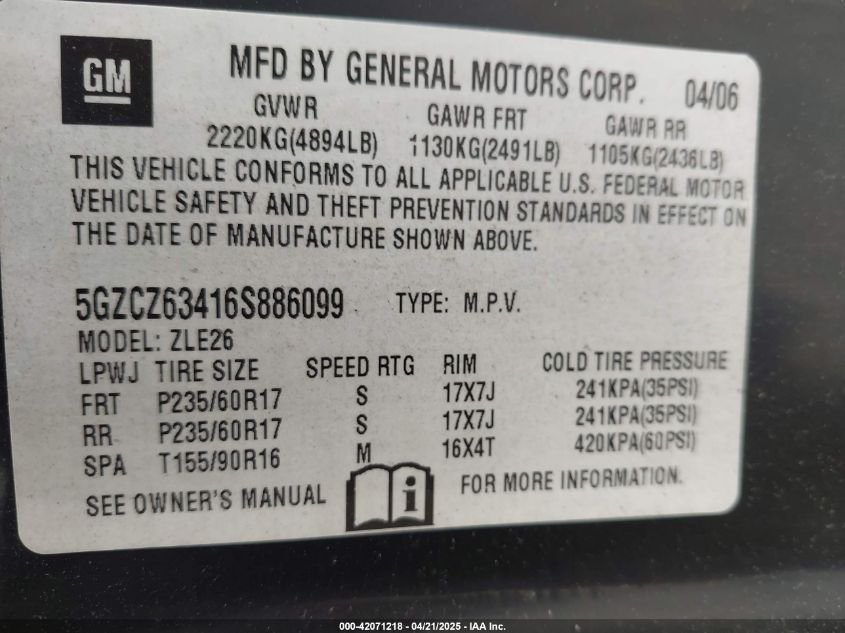 GM
MFD BY GENERAL MOTORS CORP. 04/06
GVWR GAWR FRT GAWR RR
2220KG(4894LB) 1130KG(2491LB) 1105KG(2436LB)
THIS VEHICLE CONFORMS TO ALL APPLICABLE U.S. FEDERAL MOTOR
VEHICLE SAFETY AND THEFT PREVENTION STANDARDS IN EFFECT ON
THE DATE OF MANUFACTURE SHOWN ABOVE.
5GZCZ63416S886099 TYPE: M.P.V.
MODEL: ZLE26
LPWJ TIRE SIZE SPEED RTG RIM COLD TIRE PRESSURE
FRT P235/60R17 S 17X7J 241KPA(35PSI)
RR P235/60R17 S 17X7J 241KPA(35PSI)
SPA T155/90R16 M 16X4T 420KPA(60PSI)
SEE OWNER'S MANUAL i FOR MORE INFORMATION.
000-42071218 - 04/21/2025 - IAA Inc.